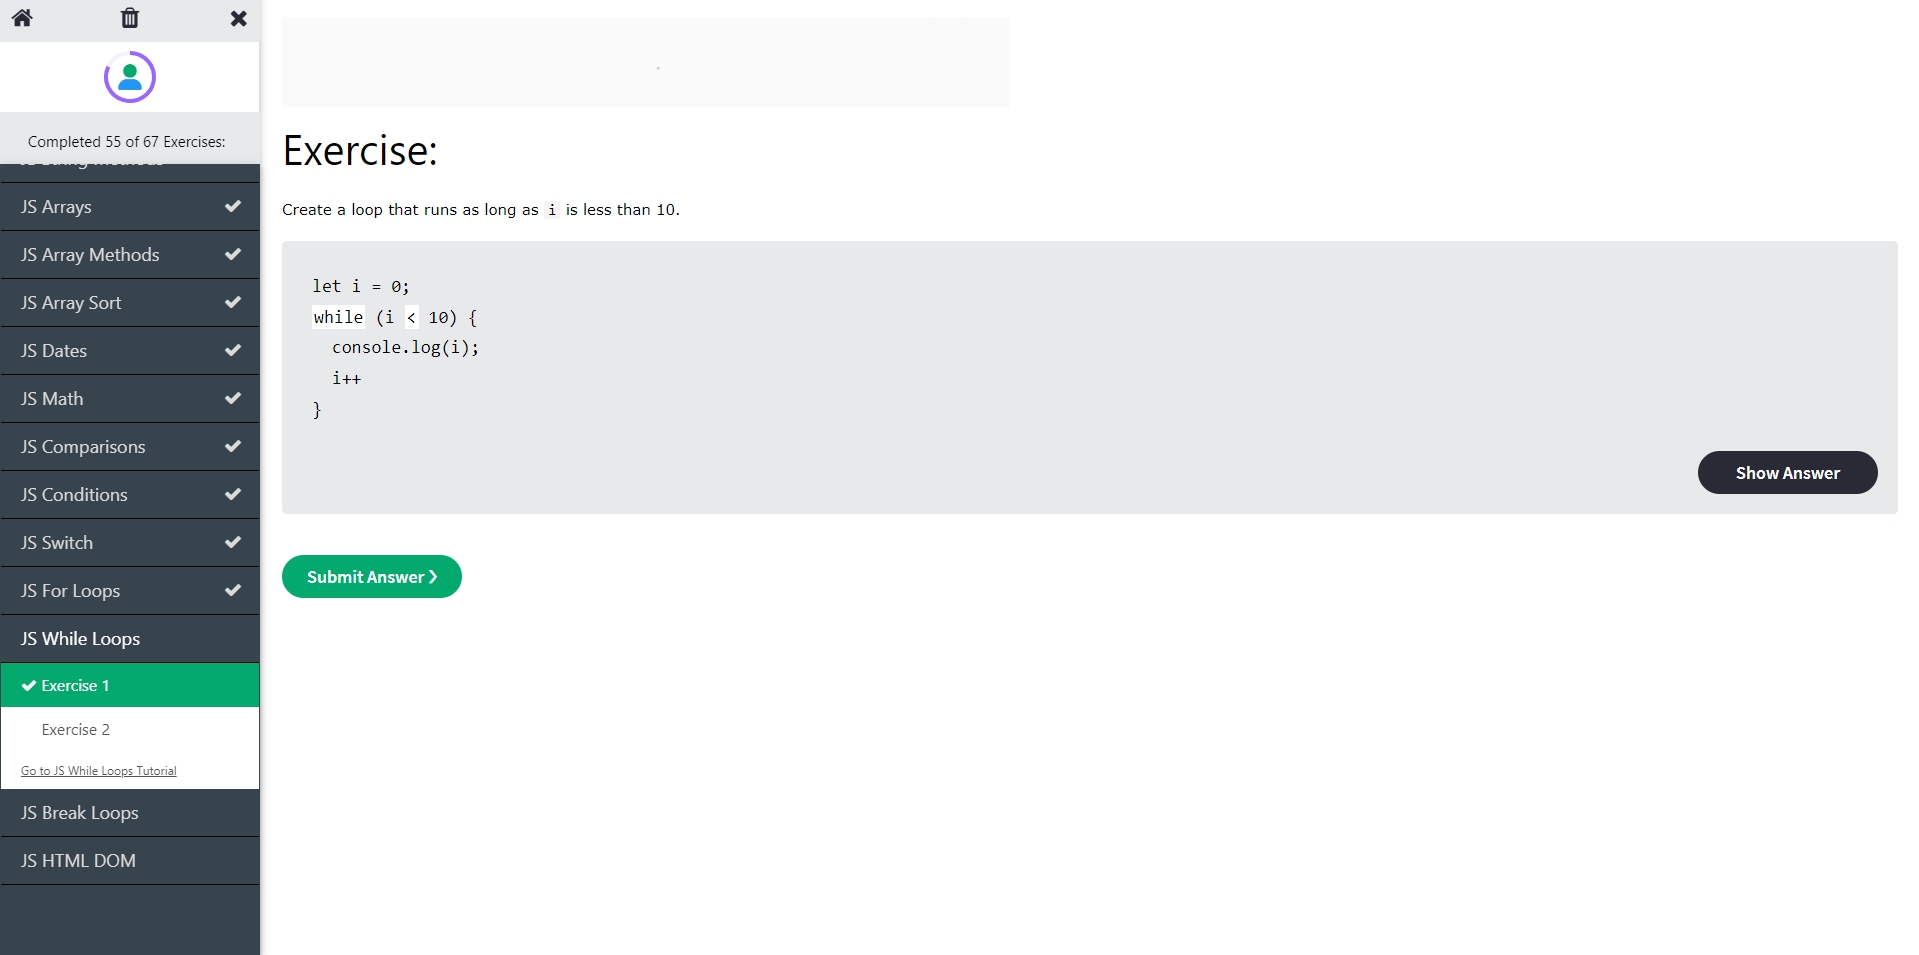 Completed 55 of 67 Exercises:
JS Arrays
JS Array Methods
JS Array Sort
JS Dates
JS Math
JS Comparisons
JS Conditions
JS Switch
JS For Loops
JS While Loops
Exercise 1
Exercise 2
Go to JS While Loops Tutorial
JS Break Loops
JS HTML DOM
Exercise:
Create a loop that runs as long as i is less than 10.
let i = 0;
while (i < 10) {
  console.log(i);
  i++
}
Show Answer
Submit Answer ❯